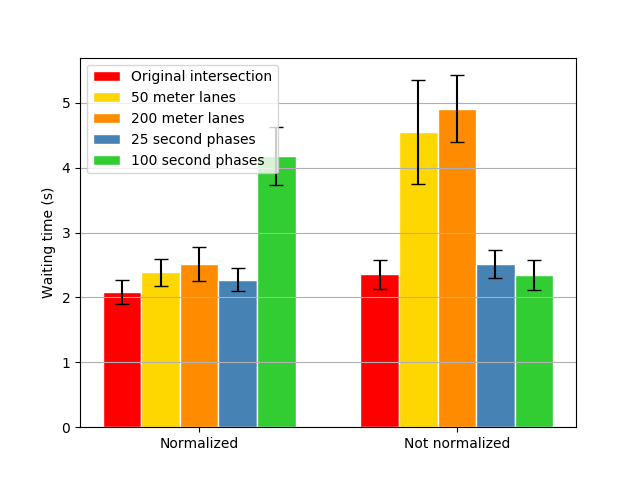 Original intersection
50 meter lanes
200 meter lanes
25 second phases
100 second phases
Waiting time (s)
5
4
3
2
1
0
Normalized
Not normalized